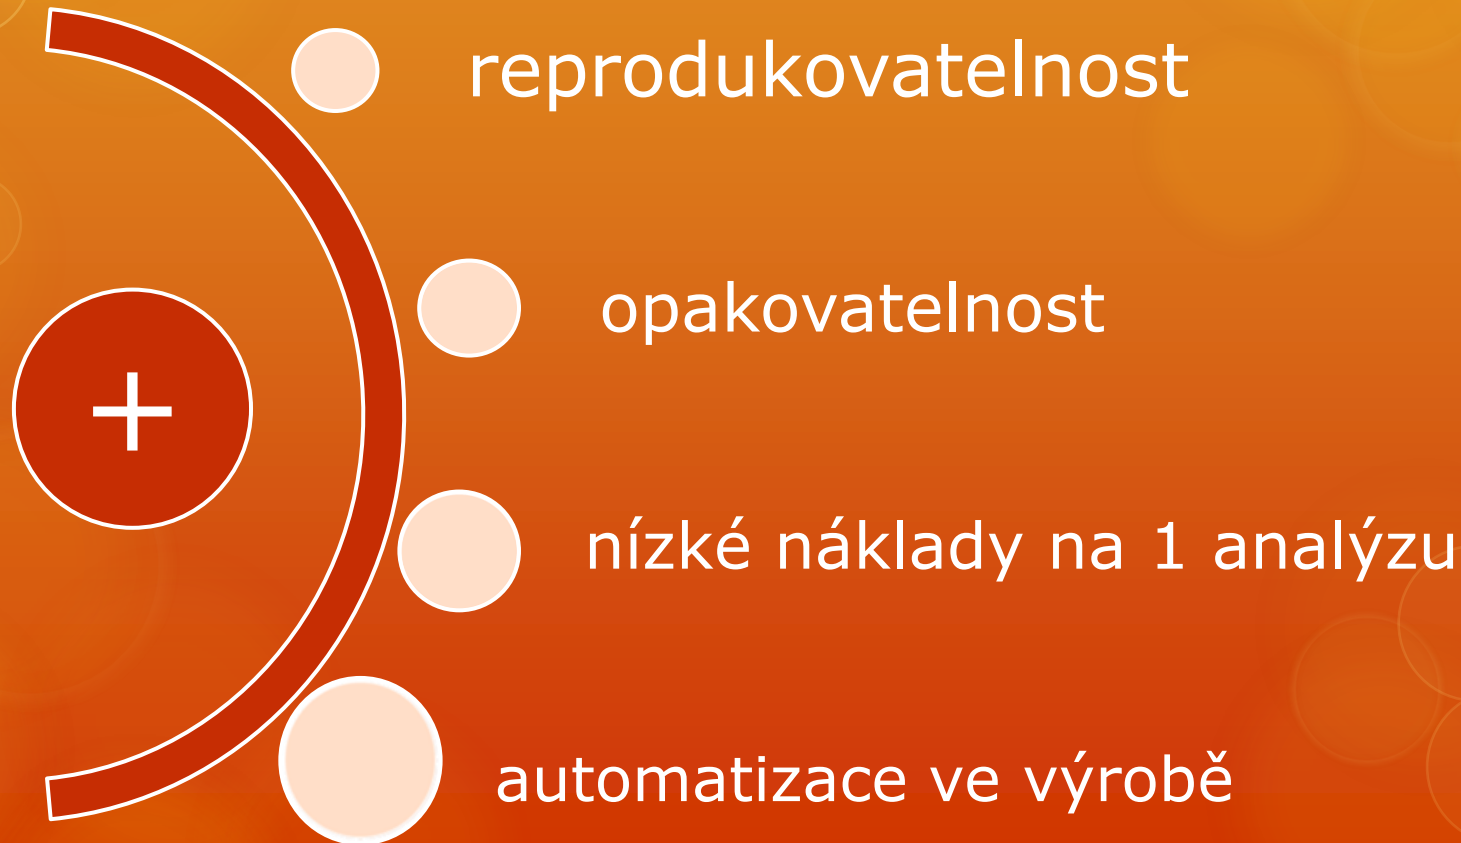 reprodukovatelnost
opakovatelnost
+
nízké náklady na 1 analýzu
automatizace ve výrobě